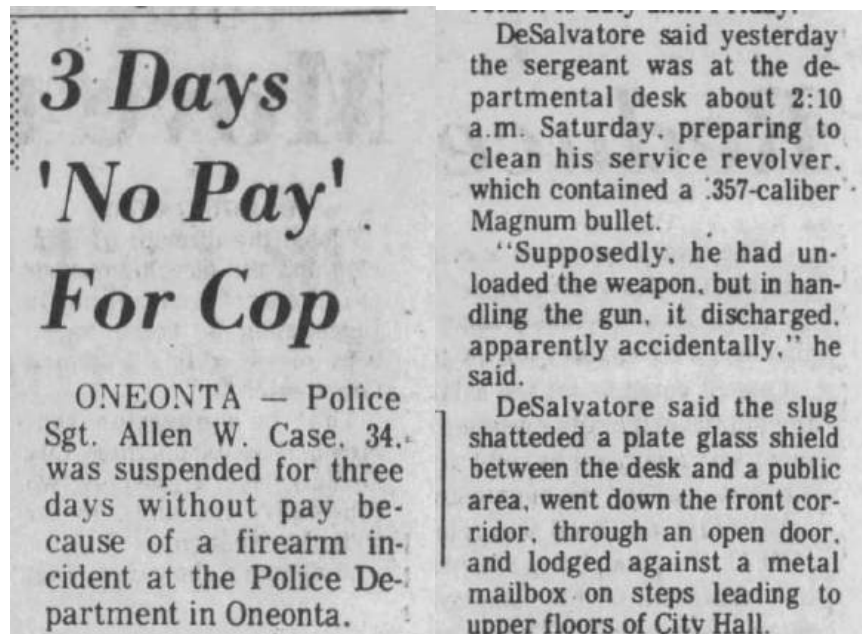 3 Days
'No Pay'
For Cop
ONEONTA — Police
Sgt. Allen W. Case, 34,
was suspended for three
days without pay be-
cause of a firearm in-
cident at the Police De-
partment in Oneonta.
return to duty until Friday.
DeSalvatore said yesterday
the sergeant was at the de-
partmental desk about 2:10
a.m. Saturday, preparing to
clean his service revolver,
which contained a .357-caliber
Magnum bullet.
"Supposedly, he had un-
loaded the weapon, but in han-
dling the gun, it discharged,
apparently accidentally," he
said.
DeSalvatore said the slug
shatteded a plate glass shield
between the desk and a public
area, went down the front cor-
ridor, through an open door,
and lodged against a metal
mailbox on steps leading to
upper floors of City Hall.